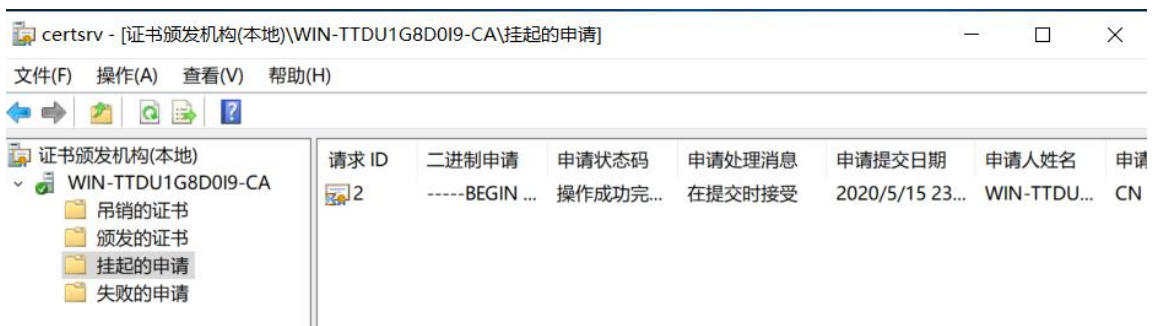 certsrv - [证书颁发机构(本地)\WIN-TTDU1G8D0I9-CA\挂起的申请]
文件(F) 操作(A) 查看(V) 帮助(H)
证书颁发机构(本地)
WIN-TTDU1G8D0I9-CA
吊销的证书
颁发的证书
挂起的申请
失败的申请
请求 ID 二进制申请 申请状态码 申请处理消息 申请提交日期 申请人姓名 申请
2 -----BEGIN ... 操作成功完... 在提交时接受 2020/5/15 23... WIN-TTDU... CN